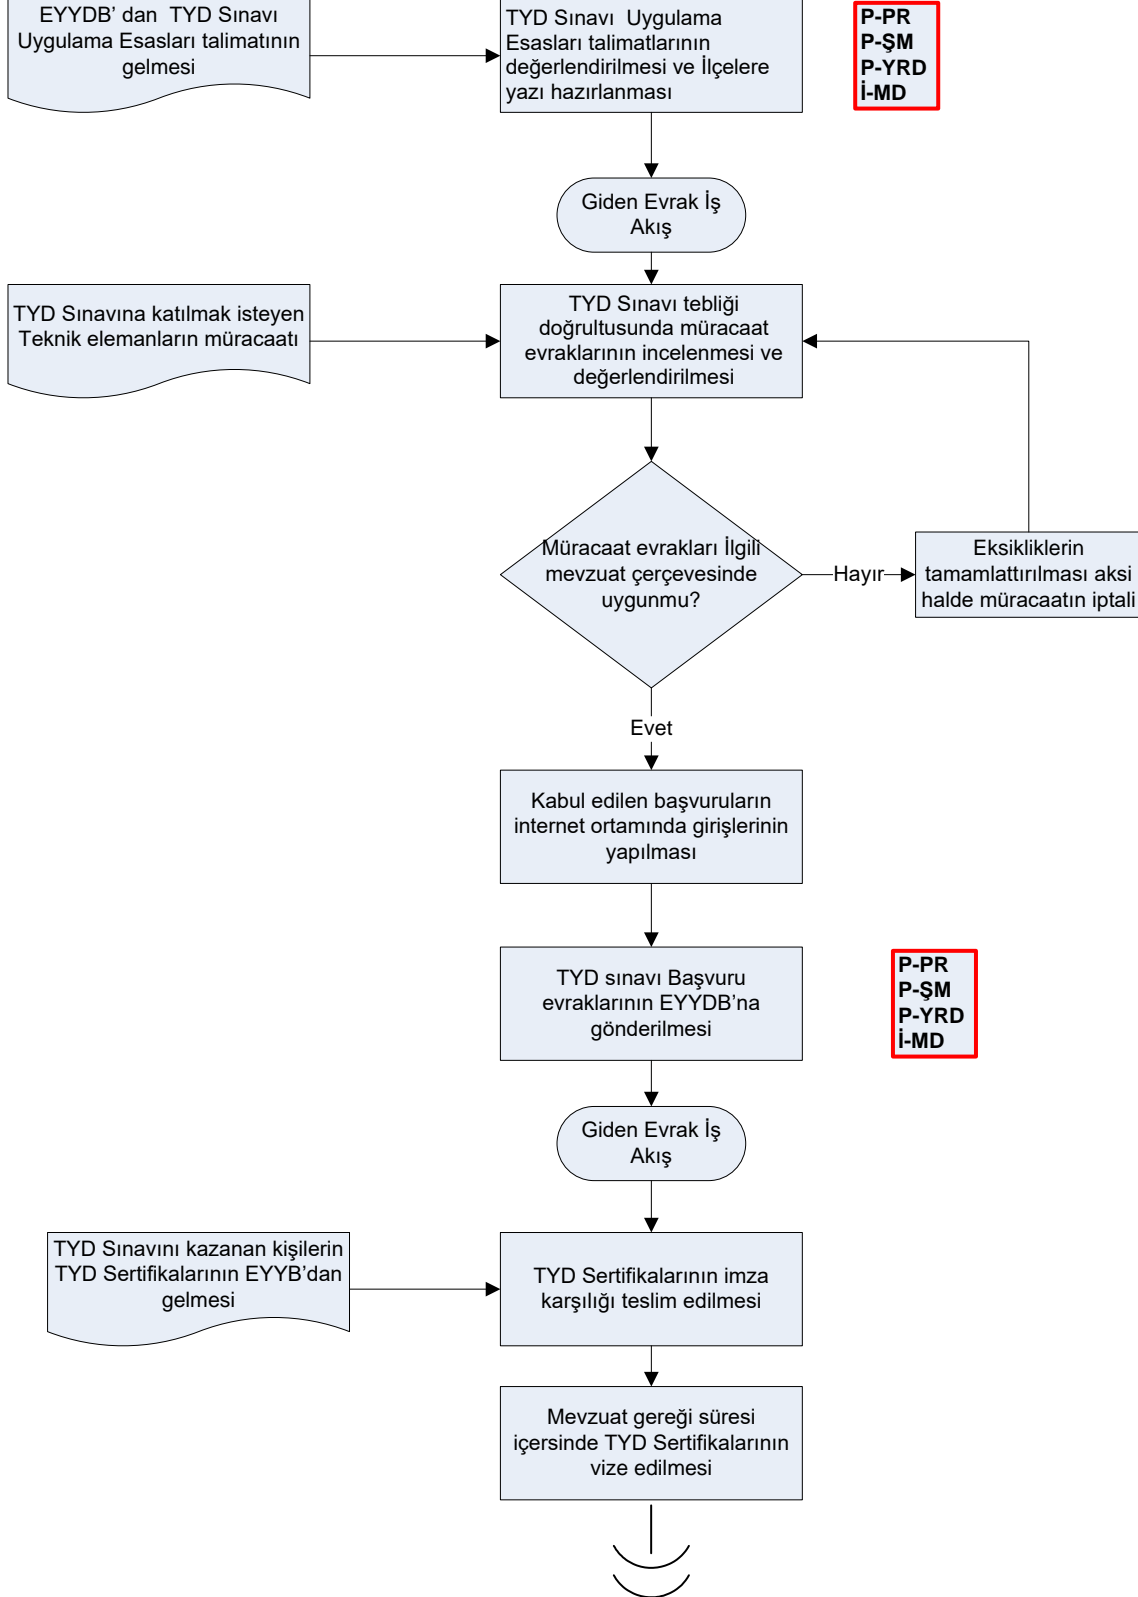 EYYDB’ dan  TYD Sınavı
Uygulama Esasları talimatının
gelmesi
TYD Sınavı  Uygulama
Esasları talimatlarının
değerlendirilmesi ve İlçelere
yazı hazırlanması
P-PR
P-ŞM
P-YRD
İ-MD
Giden Evrak İş
Akış
TYD Sınavına katılmak isteyen
Teknik elemanların müracaatı
TYD Sınavı tebliği
doğrultusunda müracaat
evraklarının incelenmesi ve
değerlendirilmesi
Müracaat evrakları İlgili
mevzuat çerçevesinde
uygunmu?
Hayır
Eksikliklerin
tamamlattırılması aksi
halde müracaatın iptali
Evet
Kabul edilen başvuruların
internet ortamında girişlerinin
yapılması
TYD sınavı Başvuru
evraklarının EYYDB’na
gönderilmesi
P-PR
P-ŞM
P-YRD
İ-MD
Giden Evrak İş
Akış
TYD Sınavını kazanan kişilerin
TYD Sertifikalarının EYYB’dan
gelmesi
TYD Sertifikalarının imza
karşılığı teslim edilmesi
Mevzuat gereği süresi
içersinde TYD Sertifikalarının
vize edilmesi